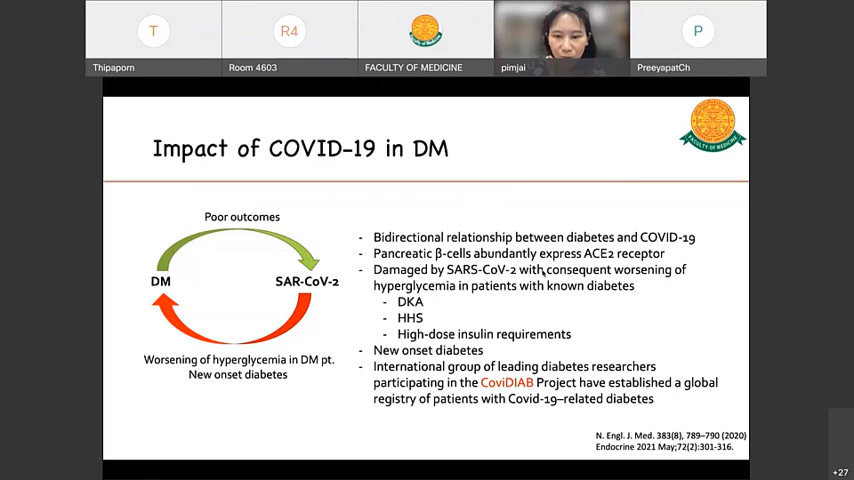 T
R4
P
Thipaporn
Room 4603
FACULTY OF MEDICINE
pimjai
PreeyapatCh
FACULTY OF MEDICINE
Impact of COVID-19 in DM
Poor outcomes
DM
SAR-CoV-2
Worsening of hyperglycemia in DM pt.
New onset diabetes
- Bidirectional relationship between diabetes and COVID-19
- Pancreatic β-cells abundantly express ACE2 receptor
- Damaged by SARS-CoV-2 with consequent worsening of
hyperglycemia in patients with known diabetes
- DKA
- HHS
- High-dose insulin requirements
- New onset diabetes
- International group of leading diabetes researchers
participating in the CoviDIAB Project have established a global
registry of patients with Covid-19–related diabetes
N. Engl. J. Med. 383(8), 789–790 (2020)
Endocrine 2021 May;72(2):301-316.
+27